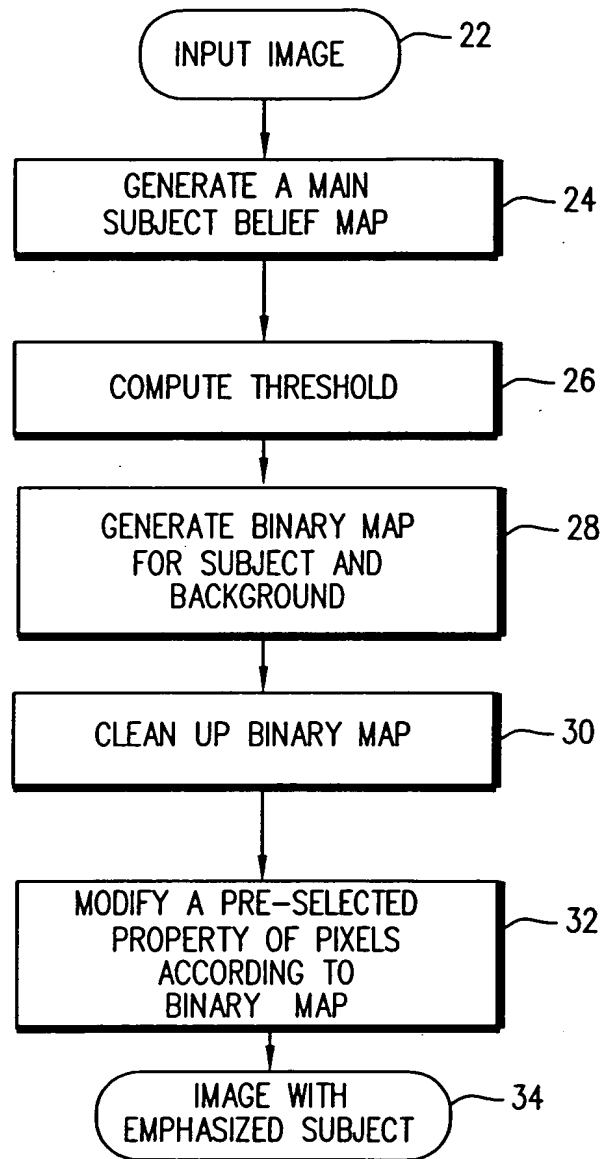 INPUT IMAGE
22
GENERATE A MAIN
SUBJECT BELIEF MAP
24
COMPUTE THRESHOLD
26
GENERATE BINARY MAP
FOR SUBJECT AND
BACKGROUND
28
CLEAN UP BINARY MAP
30
MODIFY A PRE-SELECTED
PROPERTY OF PIXELS
ACCORDING TO
BINARY MAP
32
IMAGE WITH
EMPHASIZED SUBJECT
34